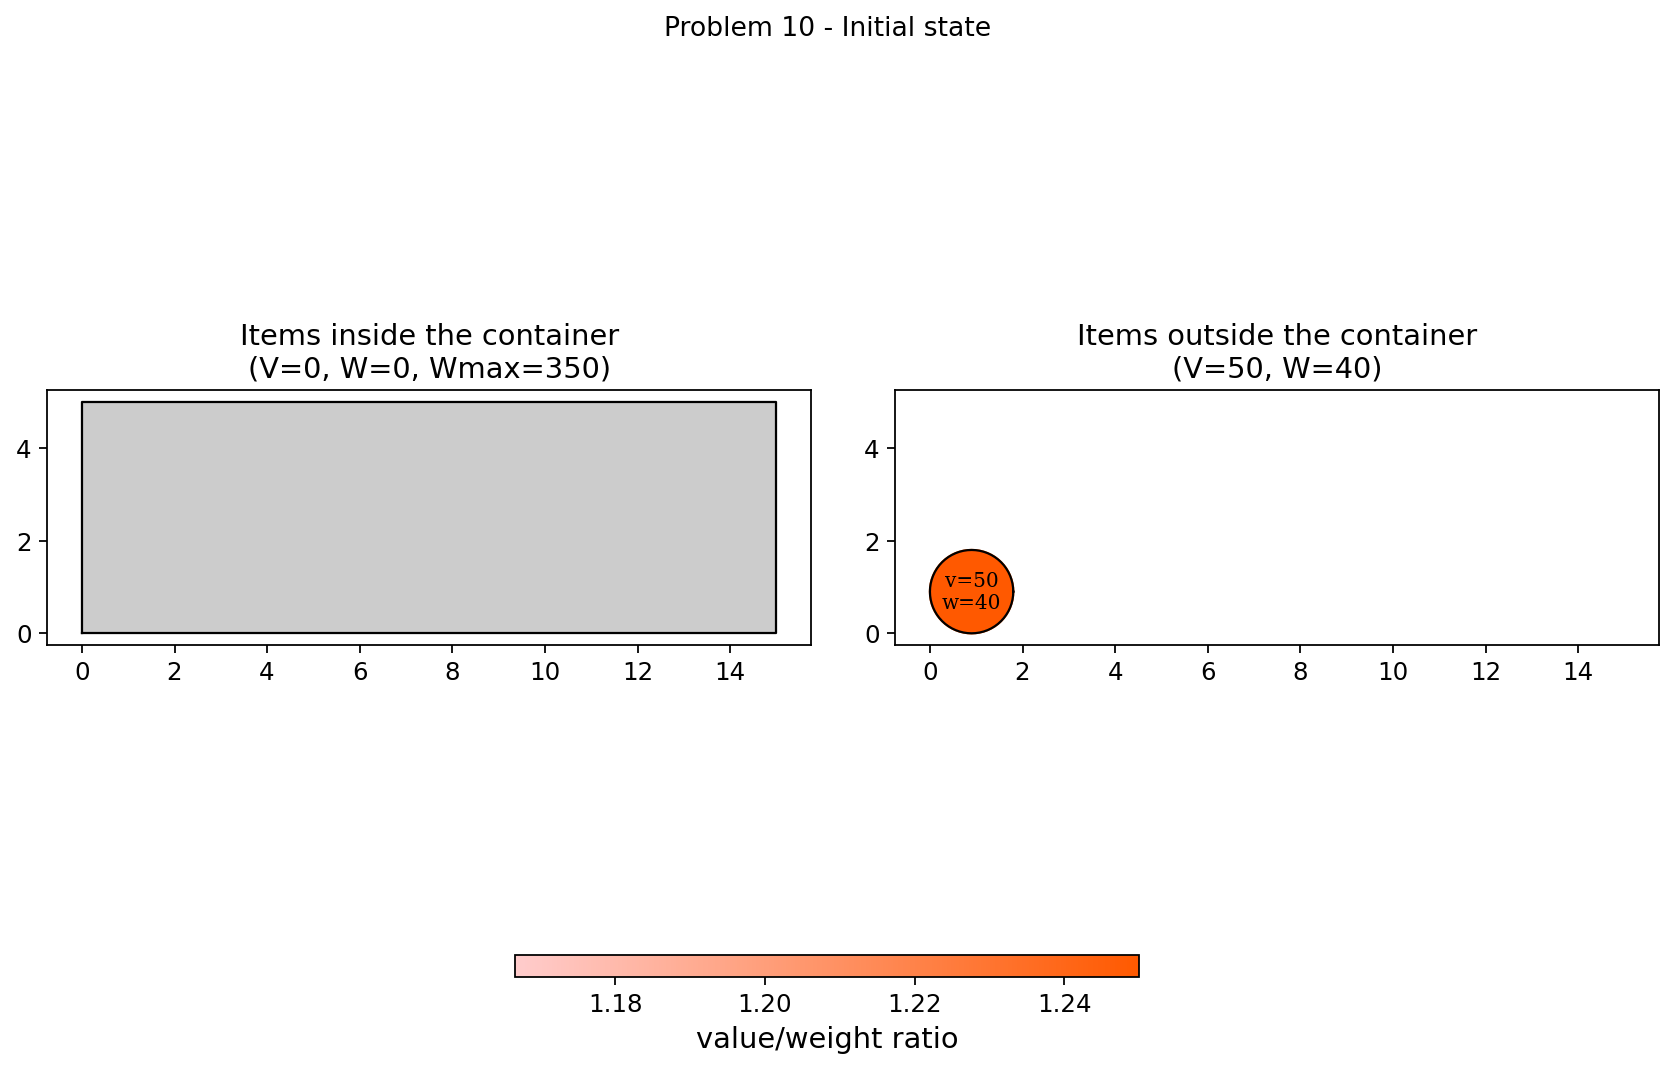 Problem 10 - Initial state
Items inside the container
(V=0, W=0, Wmax=350)
4
2
0
0 2 4 6 8 10 12 14
Items outside the container
(V=50, W=40)
4
2
0
v=50
w=40
0 2 4 6 8 10 12 14
1.18 1.20 1.22 1.24
value/weight ratio